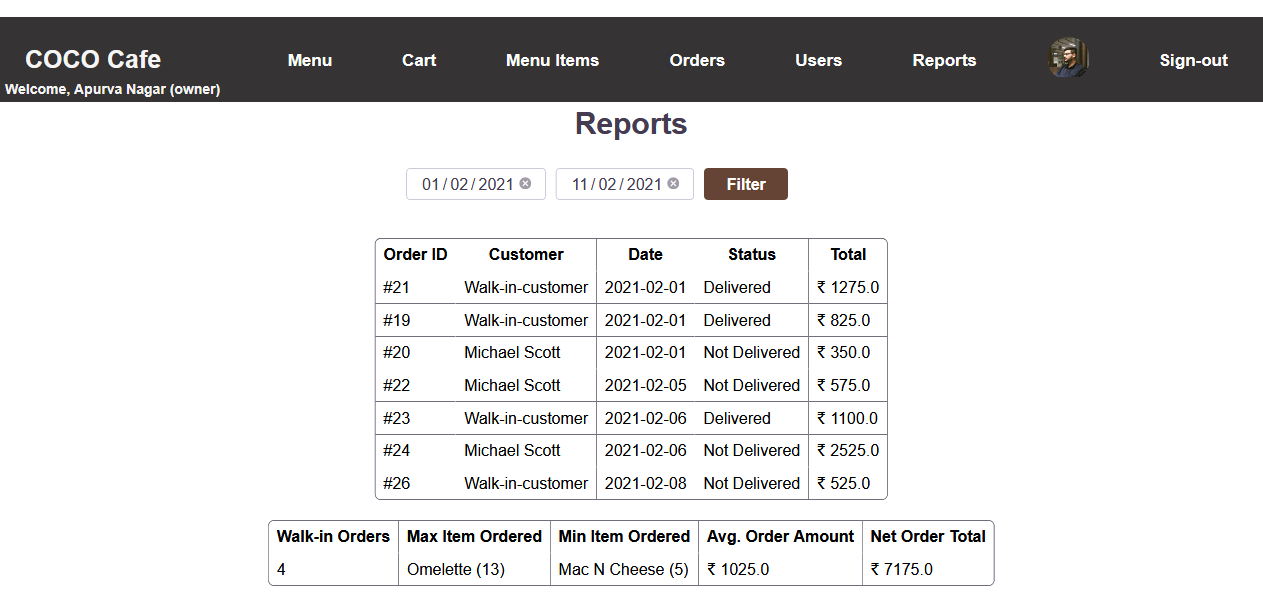 COCO Cafe
Welcome, Apurva Nagar (owner)
Menu Cart Menu Items Orders Users Reports Sign-out
Reports
01/02/2021 11/02/2021 Filter
Order ID Customer Date Status Total
#21 Walk-in-customer 2021-02-01 Delivered ₹ 1275.0
#19 Walk-in-customer 2021-02-01 Delivered ₹ 825.0
#20 Michael Scott 2021-02-01 Not Delivered ₹ 350.0
#22 Michael Scott 2021-02-05 Not Delivered ₹ 575.0
#23 Walk-in-customer 2021-02-06 Delivered ₹ 1100.0
#24 Michael Scott 2021-02-06 Not Delivered ₹ 2525.0
#26 Walk-in-customer 2021-02-08 Not Delivered ₹ 525.0
Walk-in Orders Max Item Ordered Min Item Ordered Avg. Order Amount Net Order Total
4 Omelette (13) Mac N Cheese (5) ₹ 1025.0 ₹ 7175.0